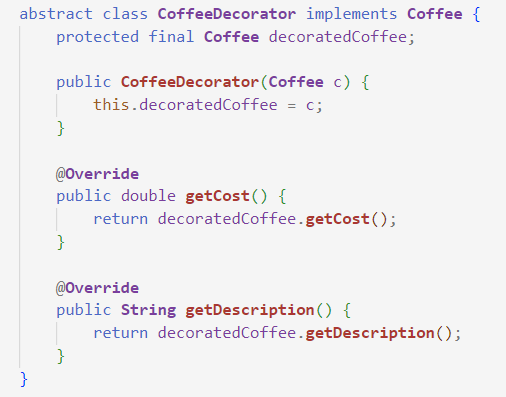 abstract class CoffeeDecorator implements Coffee {
    protected final Coffee decoratedCoffee;

    public CoffeeDecorator(Coffee c) {
        this.decoratedCoffee = c;
    }

    @Override
    public double getCost() {
        return decoratedCoffee.getCost();
    }

    @Override
    public String getDescription() {
        return decoratedCoffee.getDescription();
    }
}